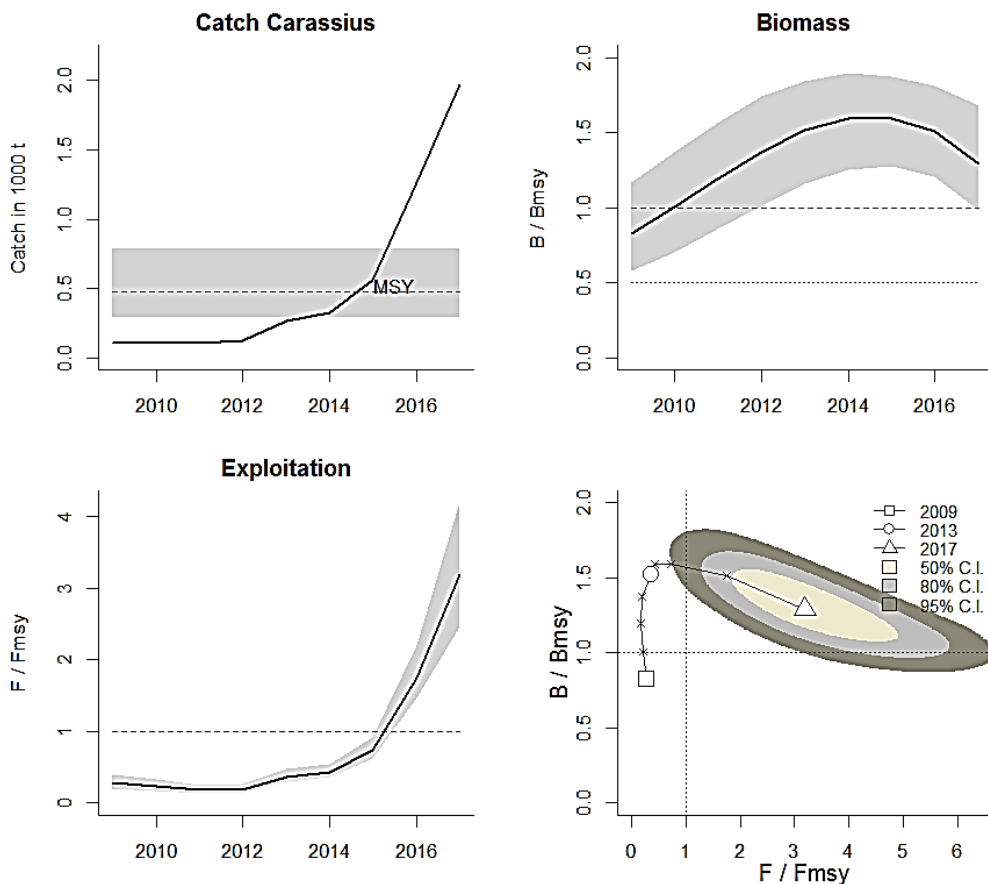 Catch Carassius
Catch in 1000 t
2.0
1.5
1.0
0.5
0.0
MSY
2010 2012 2014 2016
Biomass
B / Bmsy
2.0
1.5
1.0
0.5
0.0
2010 2012 2014 2016
Exploitation
F / Fmsy
4
3
2
1
0
2010 2012 2014 2016
B / Bmsy
2.0
1.5
1.0
0.5
0.0
2009
2013
2017
50% C.I.
80% C.I.
95% C.I.
0 1 2 3 4 5 6
F / Fmsy